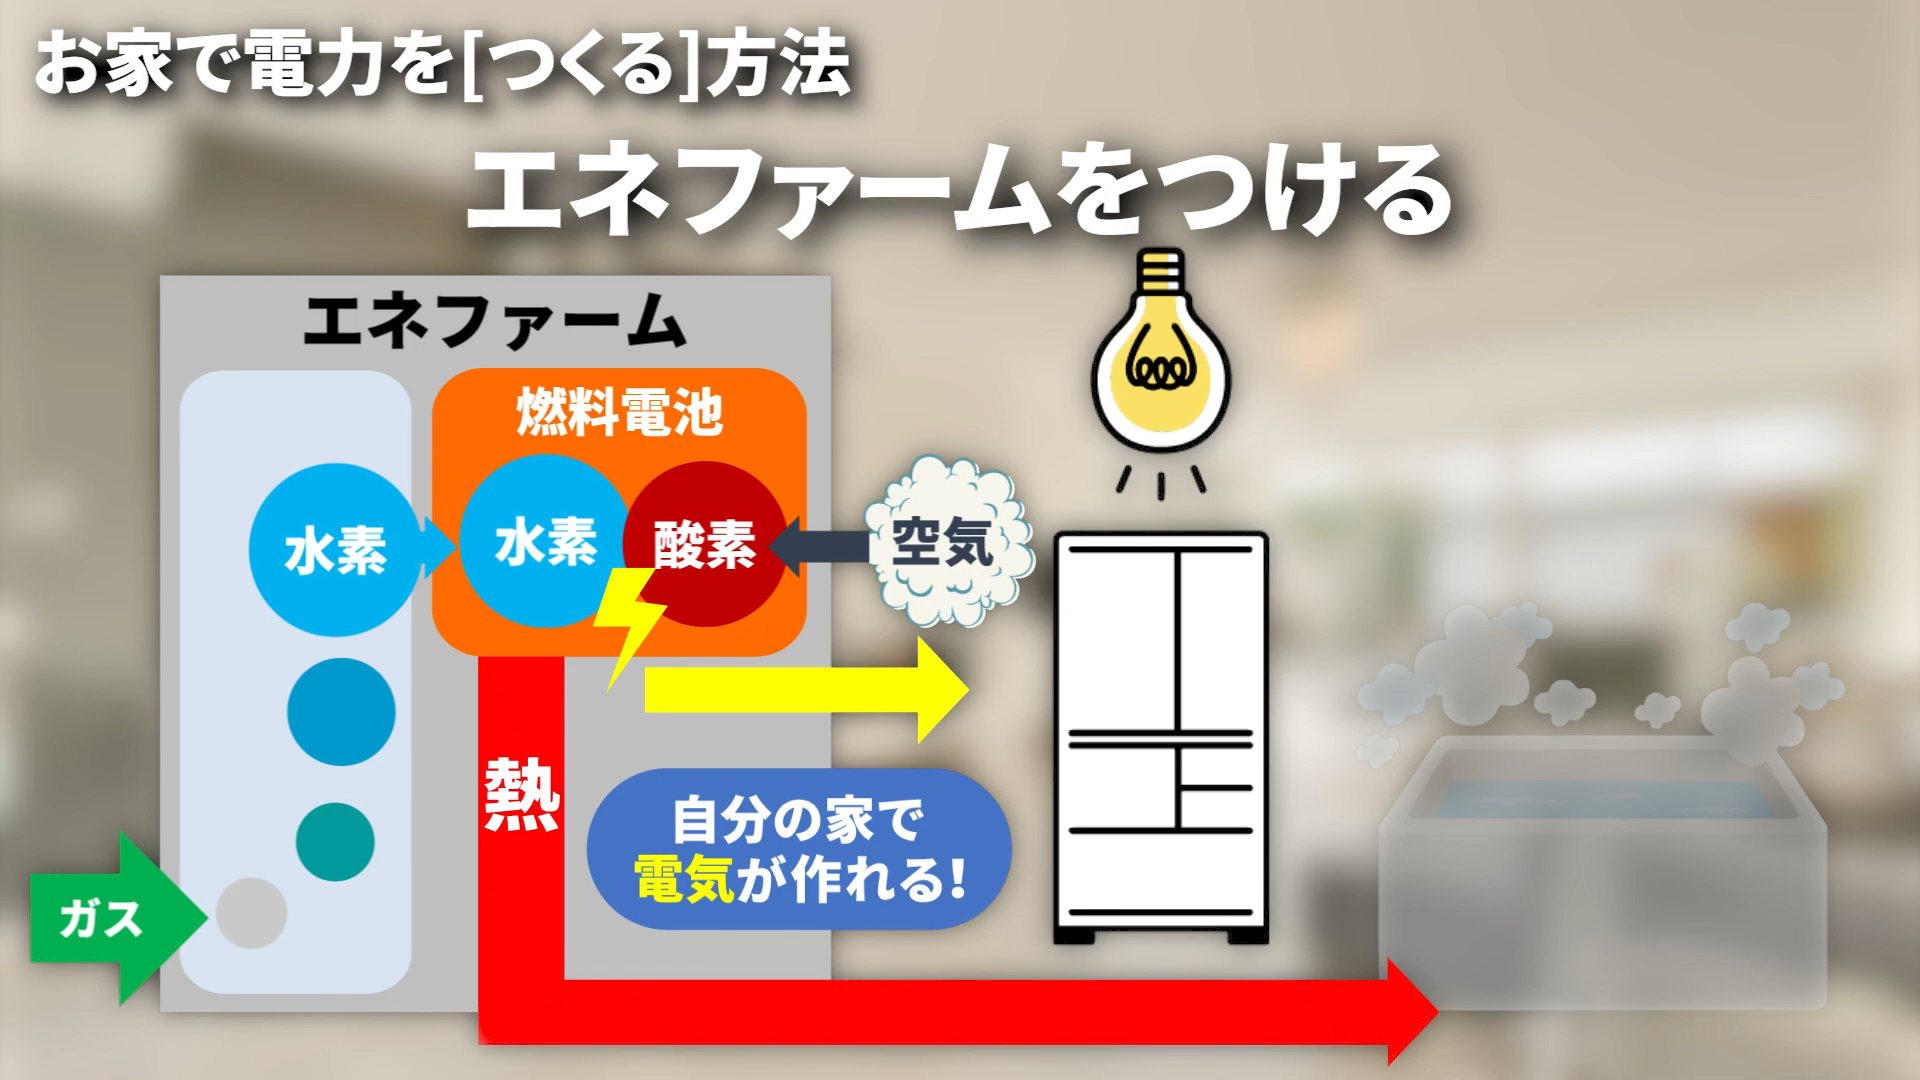 お家で電力を[つくる]方法
エネファームをつける
エネファーム
燃料電池
水素
水素
酸素
空気
熱
自分の家で
電気が作れる!
ガス